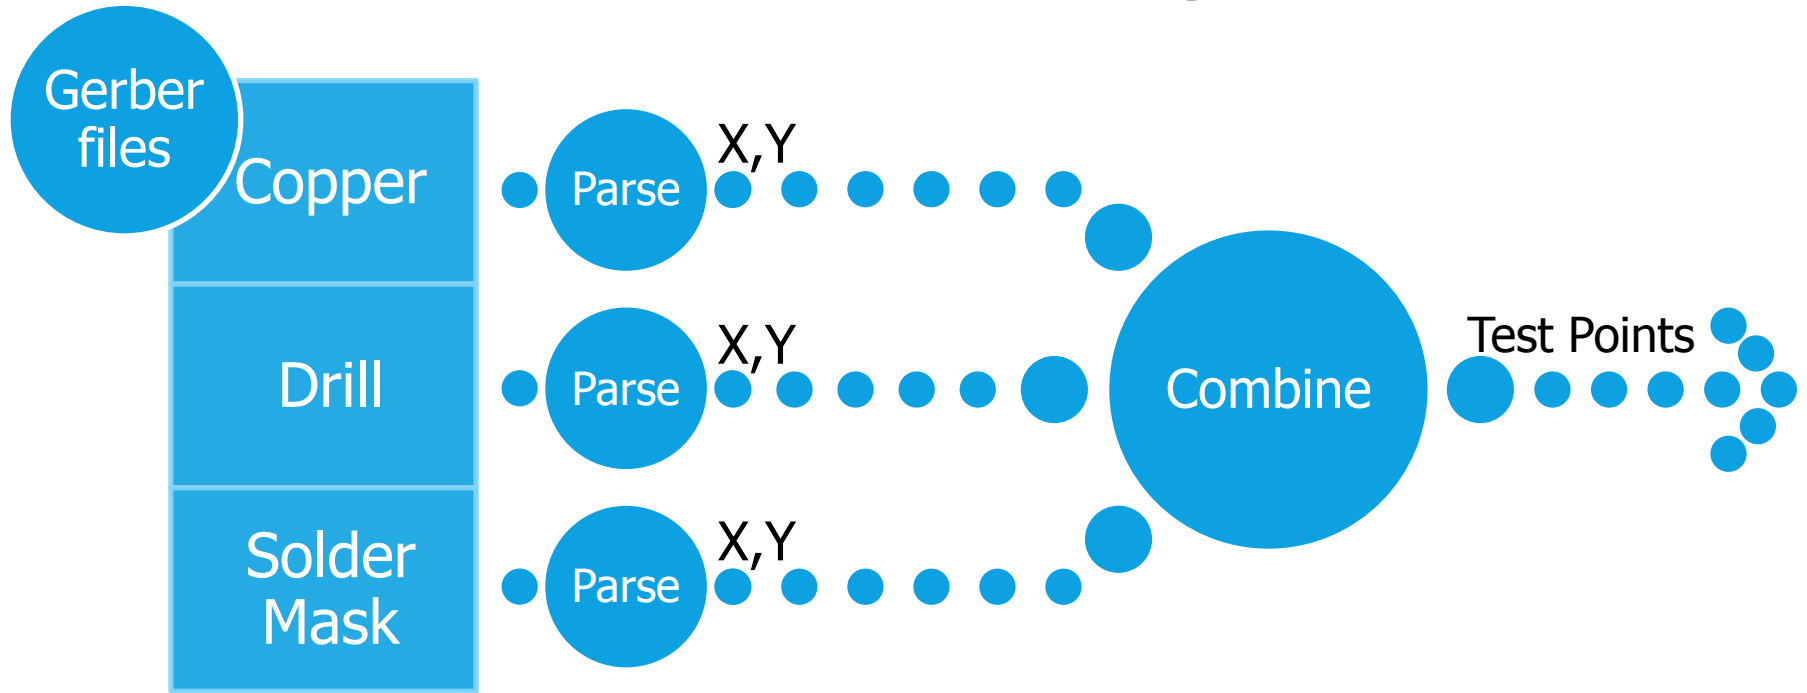 Gerber
files
Copper
Parse
X,Y
Drill
Parse
X,Y
Combine
Test Points
Solder
Mask
Parse
X,Y